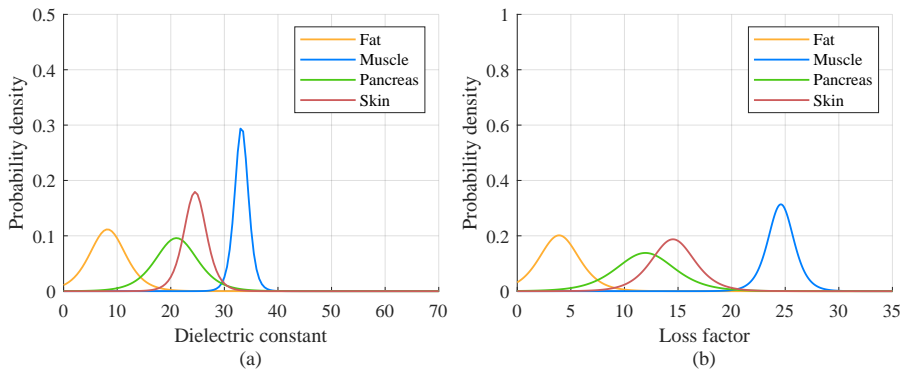 0.5
0.4
0.3
0.2
0.1
0
Probability density
0 10 20 30 40 50 60 70
Dielectric constant
(a)
Fat
Muscle
Pancreas
Skin
1
0.8
0.6
0.4
0.2
0
Probability density
0 5 10 15 20 25 30 35
Loss factor
(b)
Fat
Muscle
Pancreas
Skin